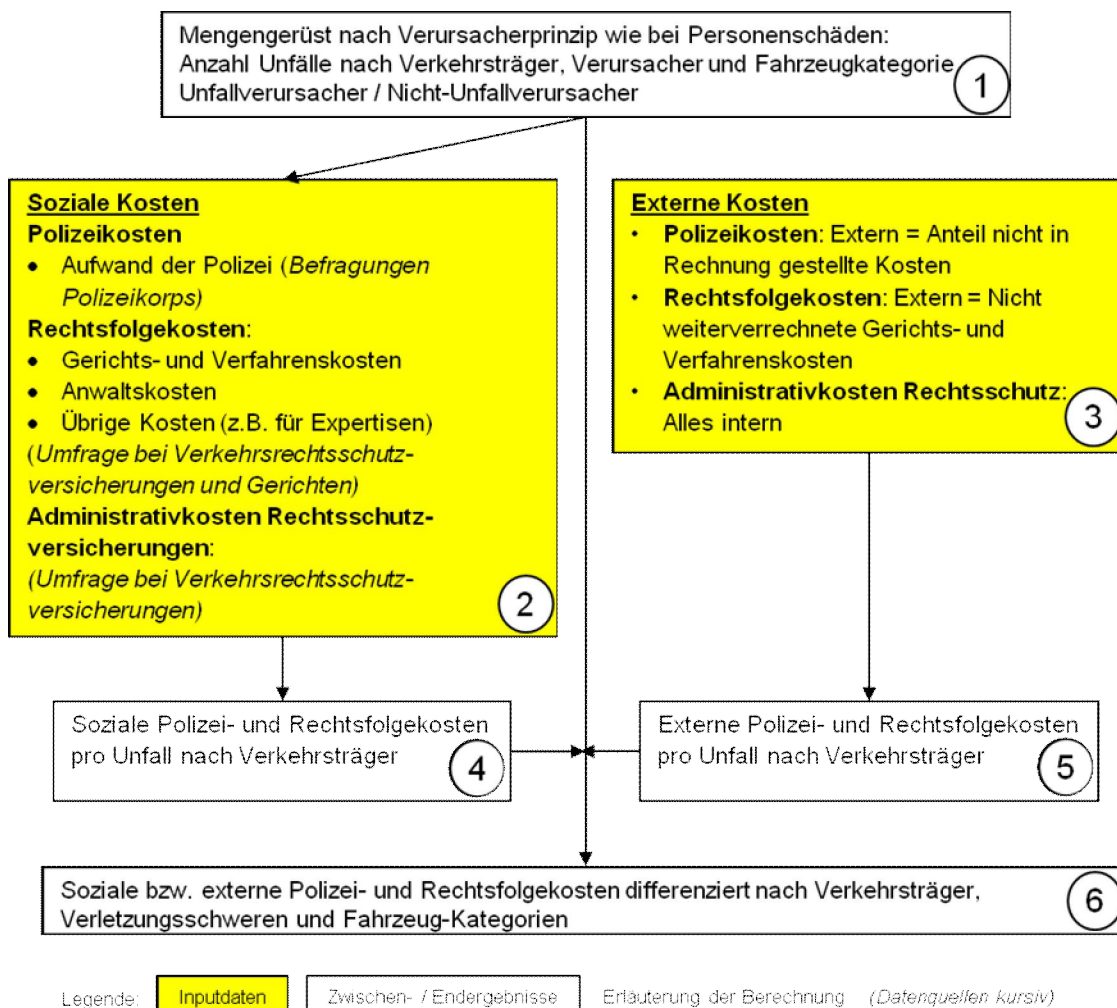 Mengengerüst nach Verursacherprinzip wie bei Personenschäden:
Anzahl Unfälle nach Verkehrsträger, Verursacher und Fahrzeugkategorie
Unfallverursacher / Nicht-Unfallverursacher
1
Soziale Kosten
Polizeikosten
• Aufwand der Polizei (Befragungen
Polizeikorps)
Rechtsfolgekosten:
• Gerichts- und Verfahrenskosten
• Anwaltskosten
• Übrige Kosten (z.B. für Expertisen)
(Umfrage bei Verkehrsrechtsschutz-
versicherungen und Gerichten)
Administrativkosten Rechtsschutz-
versicherungen:
(Umfrage bei Verkehrsrechtsschutz-
versicherungen)
2
Externe Kosten
• Polizeikosten: Extern = Anteil nicht in
Rechnung gestellte Kosten
• Rechtsfolgekosten: Extern = Nicht
weiterverrechnete Gerichts- und
Verfahrenskosten
• Administrativkosten Rechtsschutz:
Alles intern
3
Soziale Polizei- und Rechtsfolgekosten
pro Unfall nach Verkehrsträger
4
Externe Polizei- und Rechtsfolgekosten
pro Unfall nach Verkehrsträger
5
Soziale bzw. externe Polizei- und Rechtsfolgekosten differenziert nach Verkehrsträger,
Verletzungsschweren und Fahrzeug-Kategorien
6
Legende: Inputdaten Zwischen- / Endergebnisse Erläuterung der Berechnung (Datenquellen kursiv)